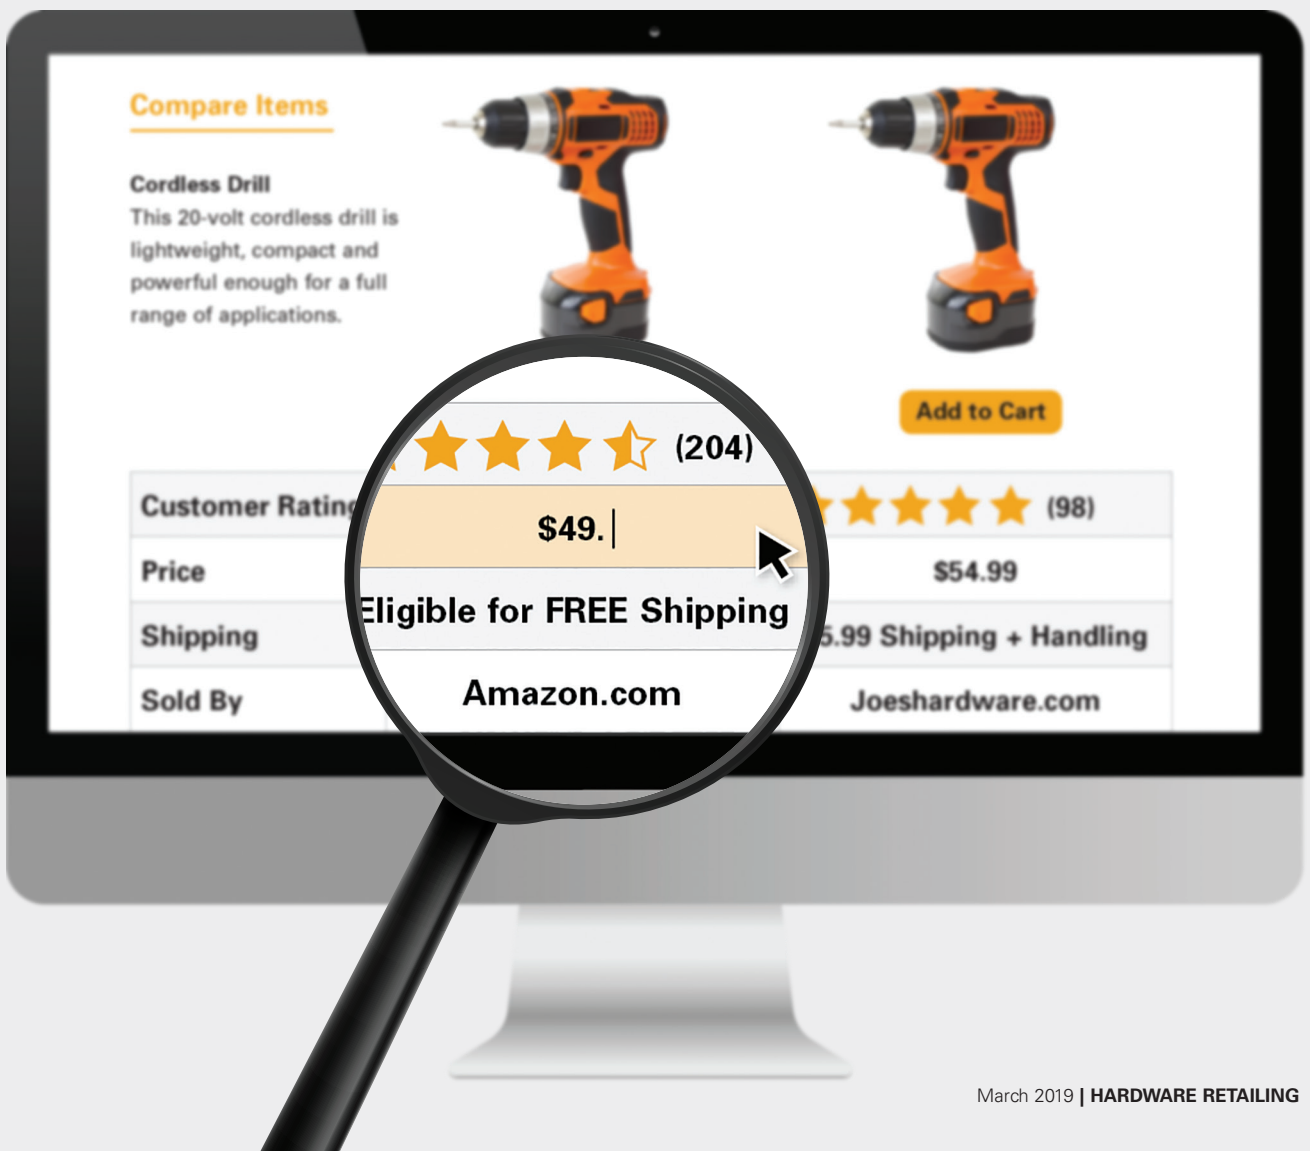 Compare Items
Cordless Drill
This 20-volt cordless drill is
lightweight, compact and
powerful enough for a full
range of applications.
Add to Cart
Customer Rating (204) (98)
Price $49. $54.99
Shipping Eligible for FREE Shipping 5.99 Shipping + Handling
Sold By Amazon.com Joeshardware.com
March 2019 | HARDWARE RETAILING